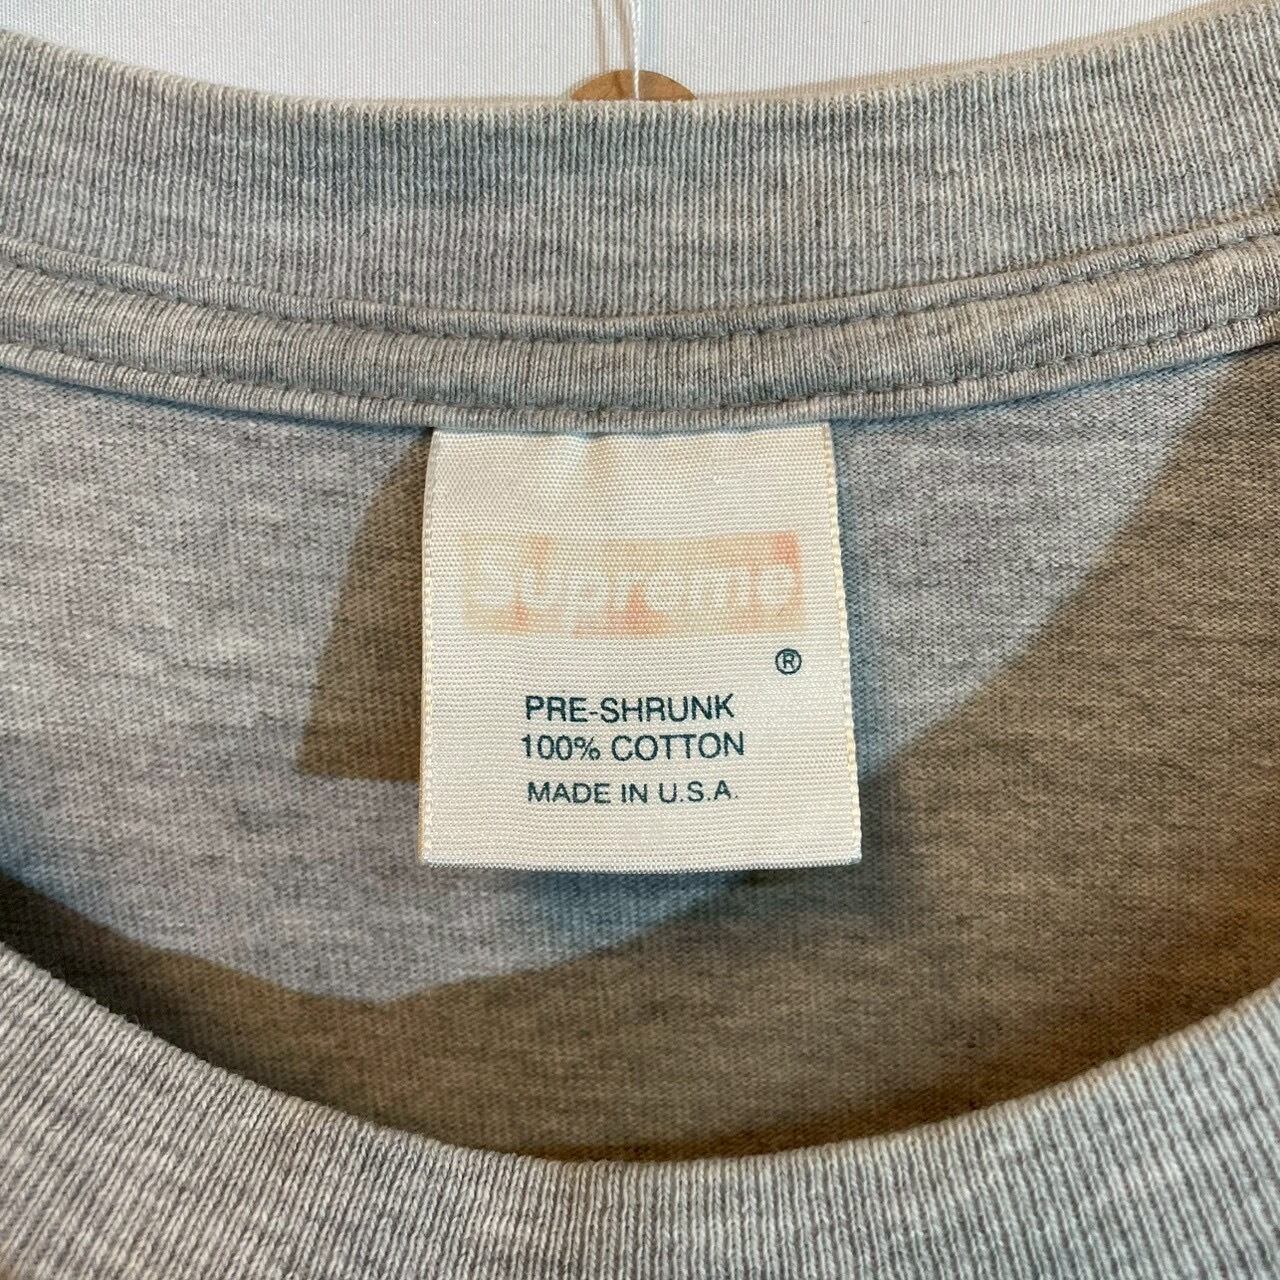 Supreme
®
PRE-SHRUNK
100% COTTON
MADE IN U.S.A.